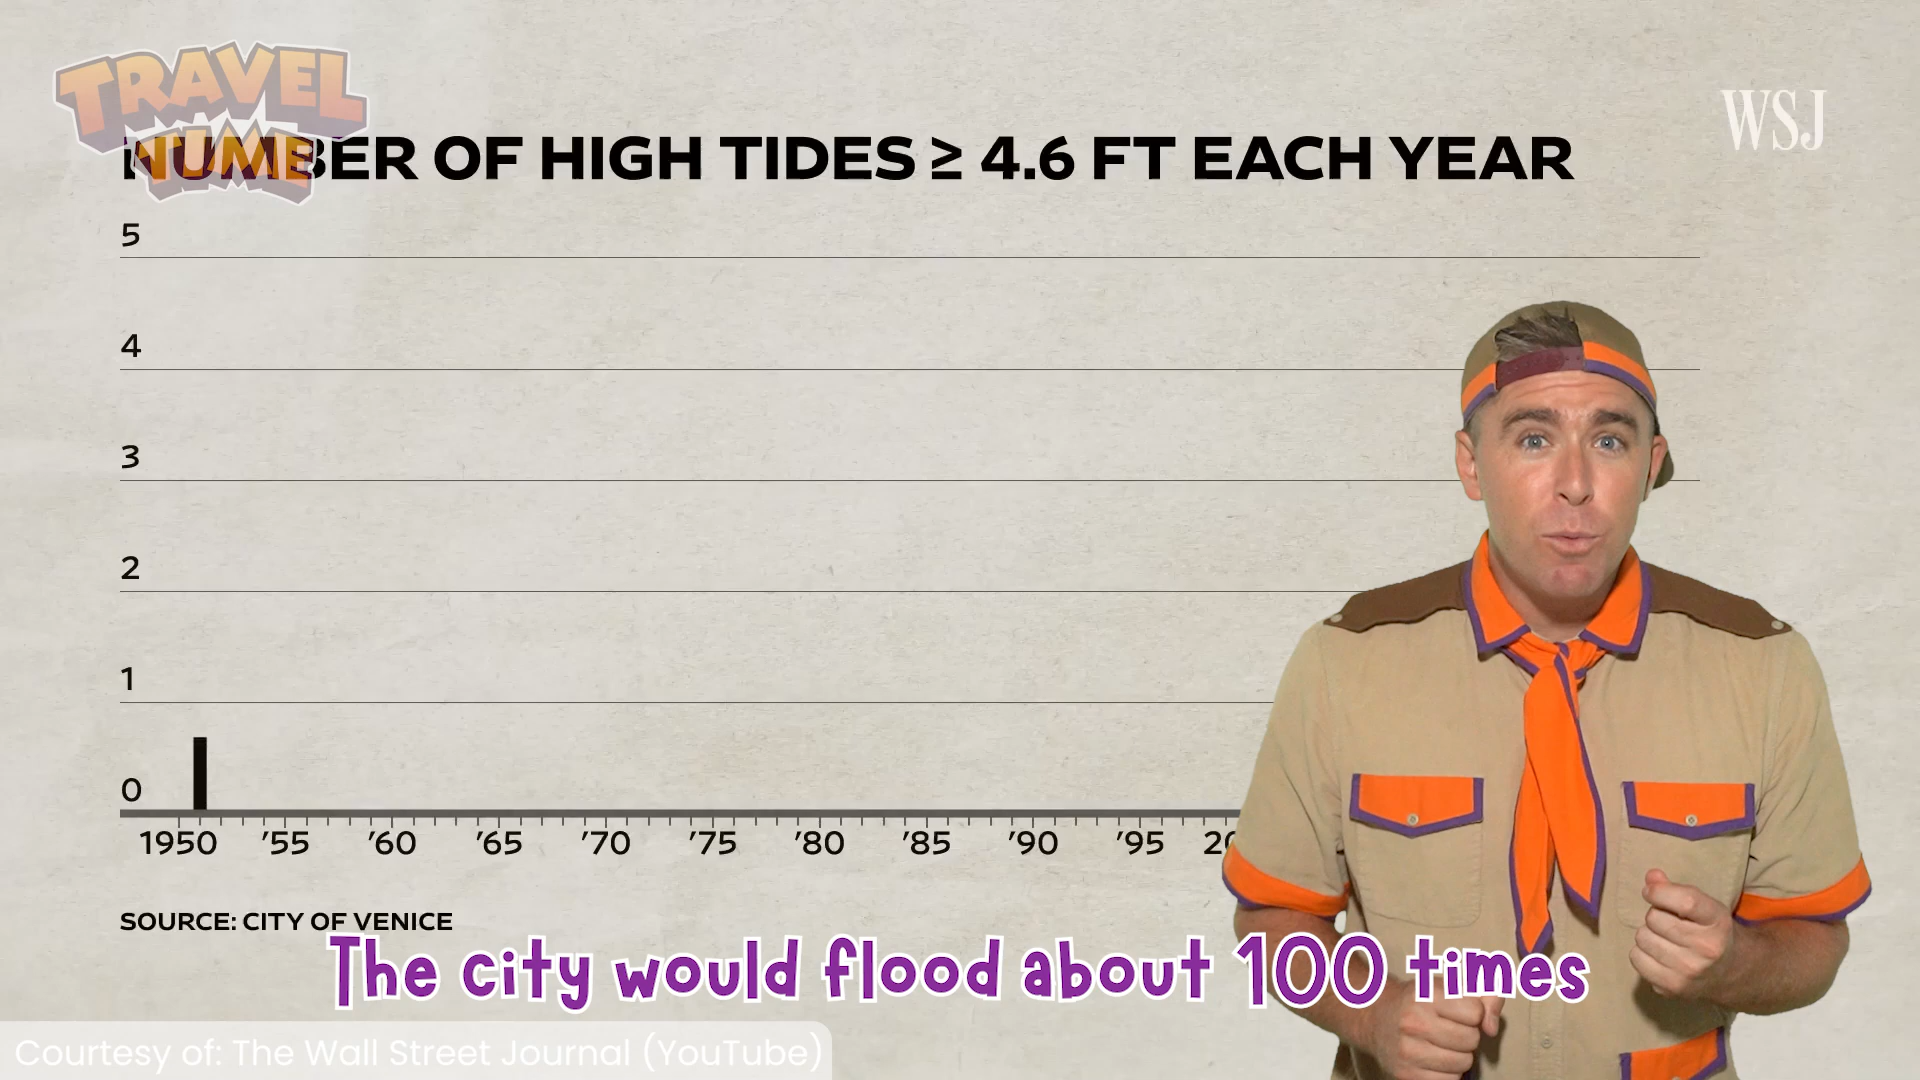 TRAVEL
TUME
WSJ
NUMBER OF HIGH TIDES ≥ 4.6 FT EACH YEAR
5
4
3
2
1
0
1950 ’55 ’60 ’65 ’70 ’75 ’80 ’85 ’90 ’95 20
SOURCE: CITY OF VENICE
The city would flood about 100 times
Courtesy of: The Wall Street Journal (YouTube)